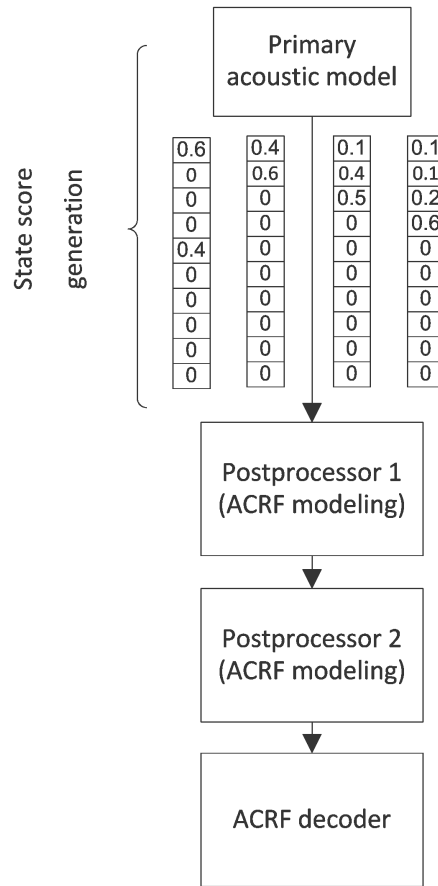 Primary
acoustic model
State score
generation
0.6 0.4 0.1 0.1
0 0.6 0.4 0.1
0 0 0.5 0.2
0 0 0 0.6
0.4 0 0 0
0 0 0 0
0 0 0 0
0 0 0 0
0 0 0 0
0 0 0 0
Postprocessor 1
(ACRF modeling)
Postprocessor 2
(ACRF modeling)
ACRF decoder